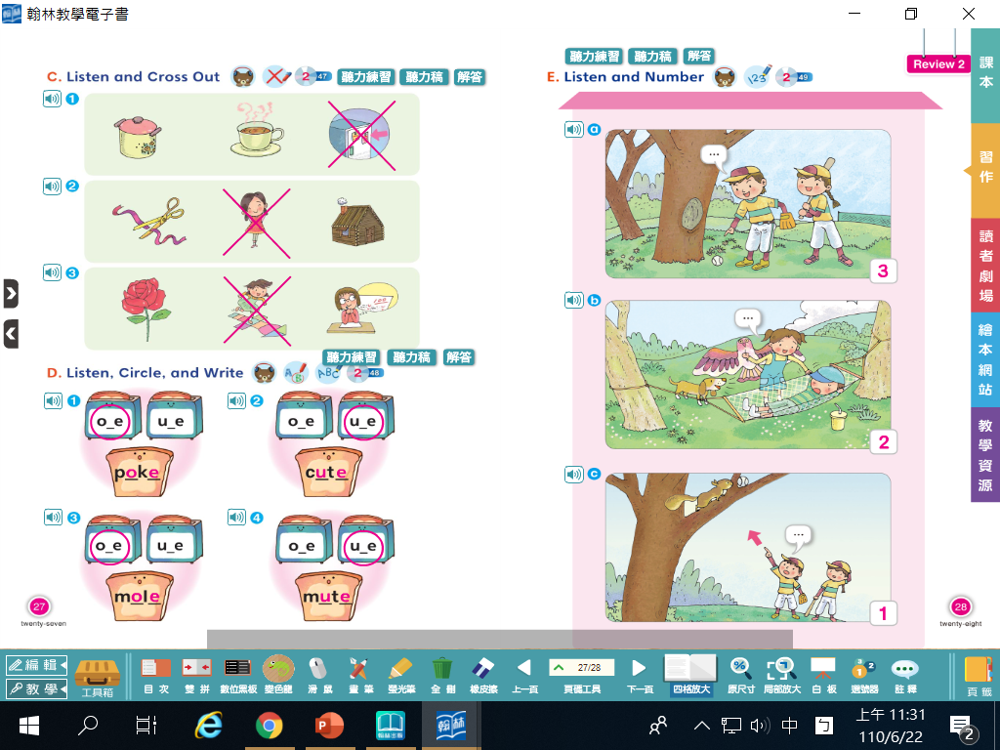 翰林教學電子書
C. Listen and Cross Out 2 47 聽力練習 聽力稿 解答
1
2
3
聽力練習 聽力稿 解答
D. Listen, Circle, and Write A B ABC 2 48
1 o_e u_e
poke
2 o_e u_e
cute
3 o_e u_e
mole
4 o_e u_e
mute
27
twenty-seven
聽力練習 聽力稿 解答
E. Listen and Number 123 2 49
Review 2
a
...
3
b
...
2
c
...
1
28
twenty-eight
課本
習作
讀者劇場
繪本網站
教學資源
編輯
教學
工具箱 目次 雙拼 數位黑板 變色龍 滑鼠 畫筆 螢光筆 全刪 橡皮擦 上一頁 27/28 頁碼工具 下一頁 四格放大 原尺寸 局部放大 白板 選號器 註釋 頁籤
中
上午 11:31
110/6/22
2